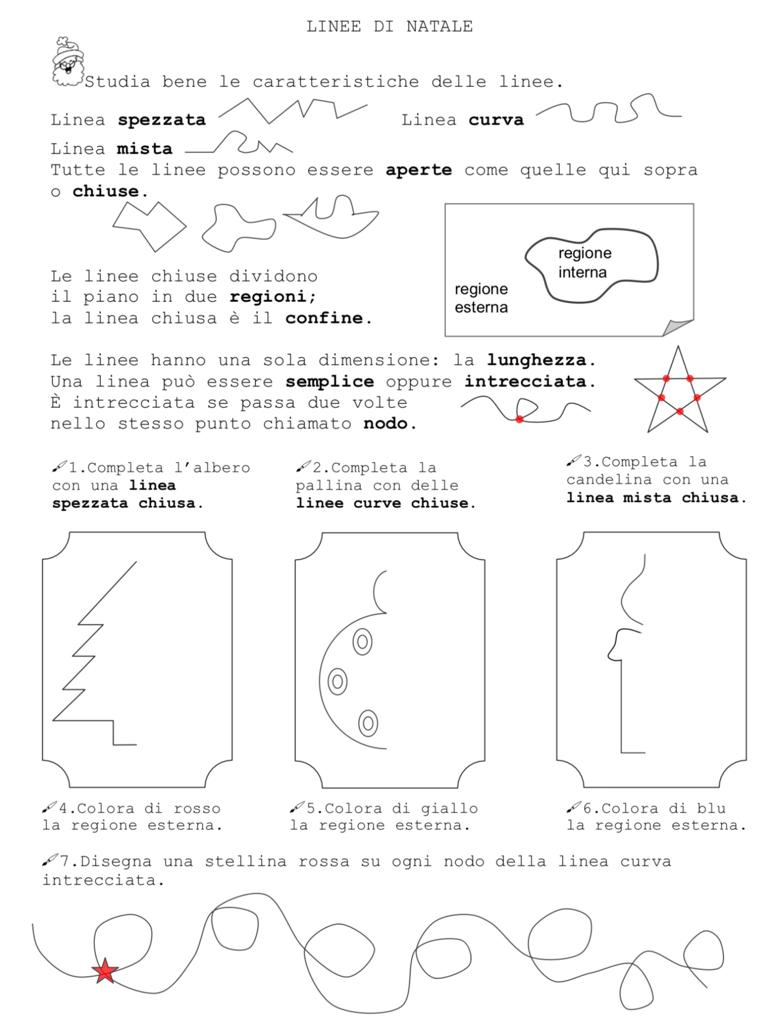 LINEE DI NATALE
Studia bene le caratteristiche delle linee.
Linea spezzata
Linea curva
Linea mista
Tutte le linee possono essere aperte come quelle qui sopra
o chiuse.
Le linee chiuse dividono
il piano in due regioni;
la linea chiusa è il confine.
regione
interna
regione
esterna
Le linee hanno una sola dimensione: la lunghezza.
Una linea può essere semplice oppure intrecciata.
È intrecciata se passa due volte
nello stesso punto chiamato nodo.
1.Completa l’albero
con una linea
spezzata chiusa.
2.Completa la
pallina con delle
linee curve chiuse.
3.Completa la
candelina con una
linea mista chiusa.
4.Colora di rosso
la regione esterna.
5.Colora di giallo
la regione esterna.
6.Colora di blu
la regione esterna.
7.Disegna una stellina rossa su ogni nodo della linea curva
intrecciata.